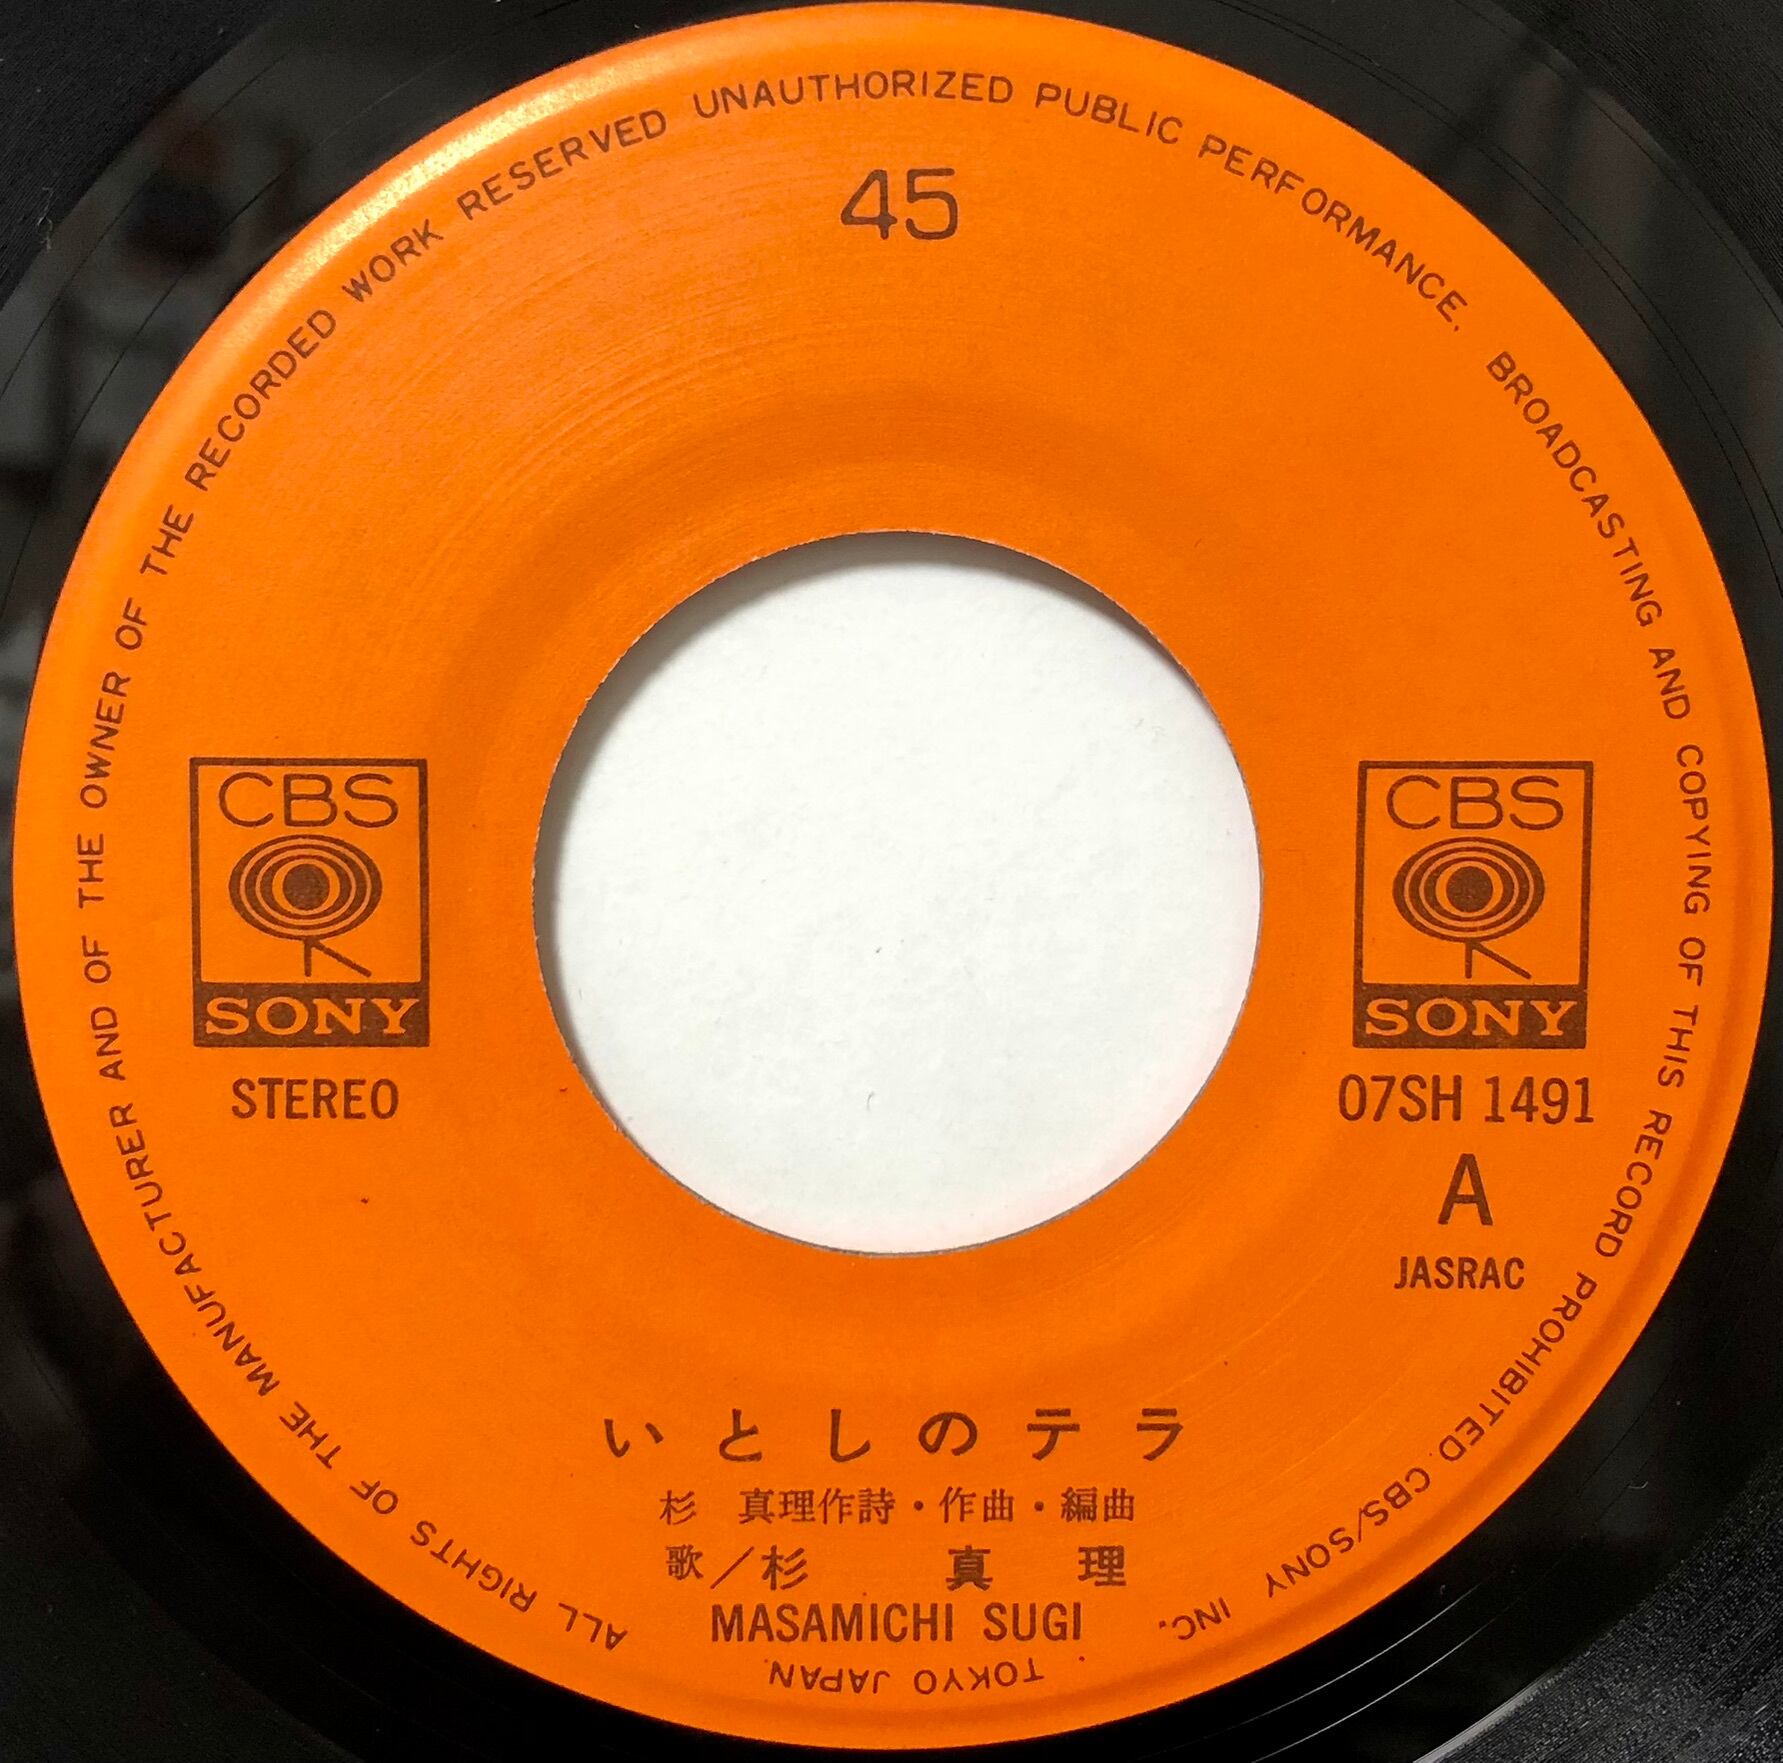 ALL RIGHTS OF THE MANUFACTURER AND OF THE OWNER OF THE RECORDED WORK RESERVED UNAUTHORIZED PUBLIC PERFORMANCE, BROADCASTING AND COPYING OF THIS RECORD PROHIBITED. CBS/SONY INC. TOKYO JAPAN
45
CBS
SONY
STEREO
CBS
SONY
07SH 1491
A
JASRAC
いとしのテラ
杉 真理作詩・作曲・編曲
歌／杉 真 理
MASAMICHI SUGI